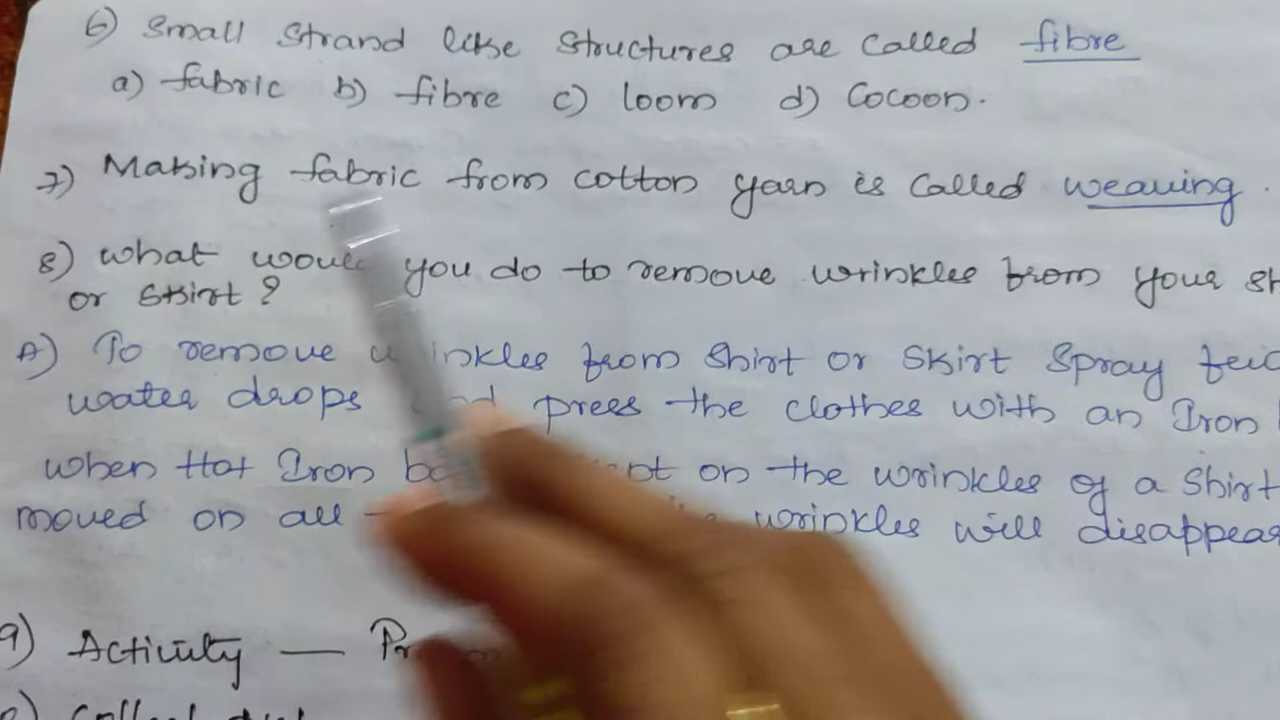 6) Small Strand like Structures are called fibre
a) fabric b) fibre c) loom d) Cocoon.
7) Making fabric from cotton yarn is called weaving.
8) What would you do to remove wrinkles from your
or Skirt?
A) To remove wrinkles from Shirt or Skirt Spray
water drops and press the clothes with an Iron
when Hot Iron on the wrinkles of a Shirt
moved on all wrinkles will disappear
9) Activity —